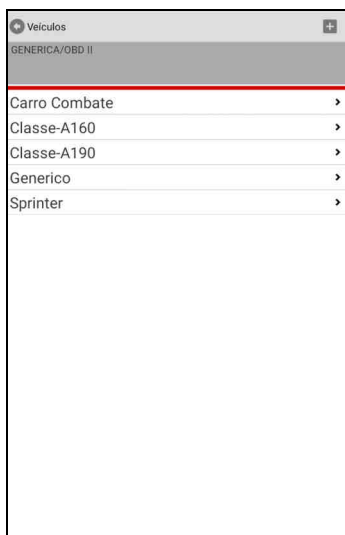 Veículos
GENERICA/OBD II
Carro Combate
Classe-A160
Classe-A190
Generico
Sprinter